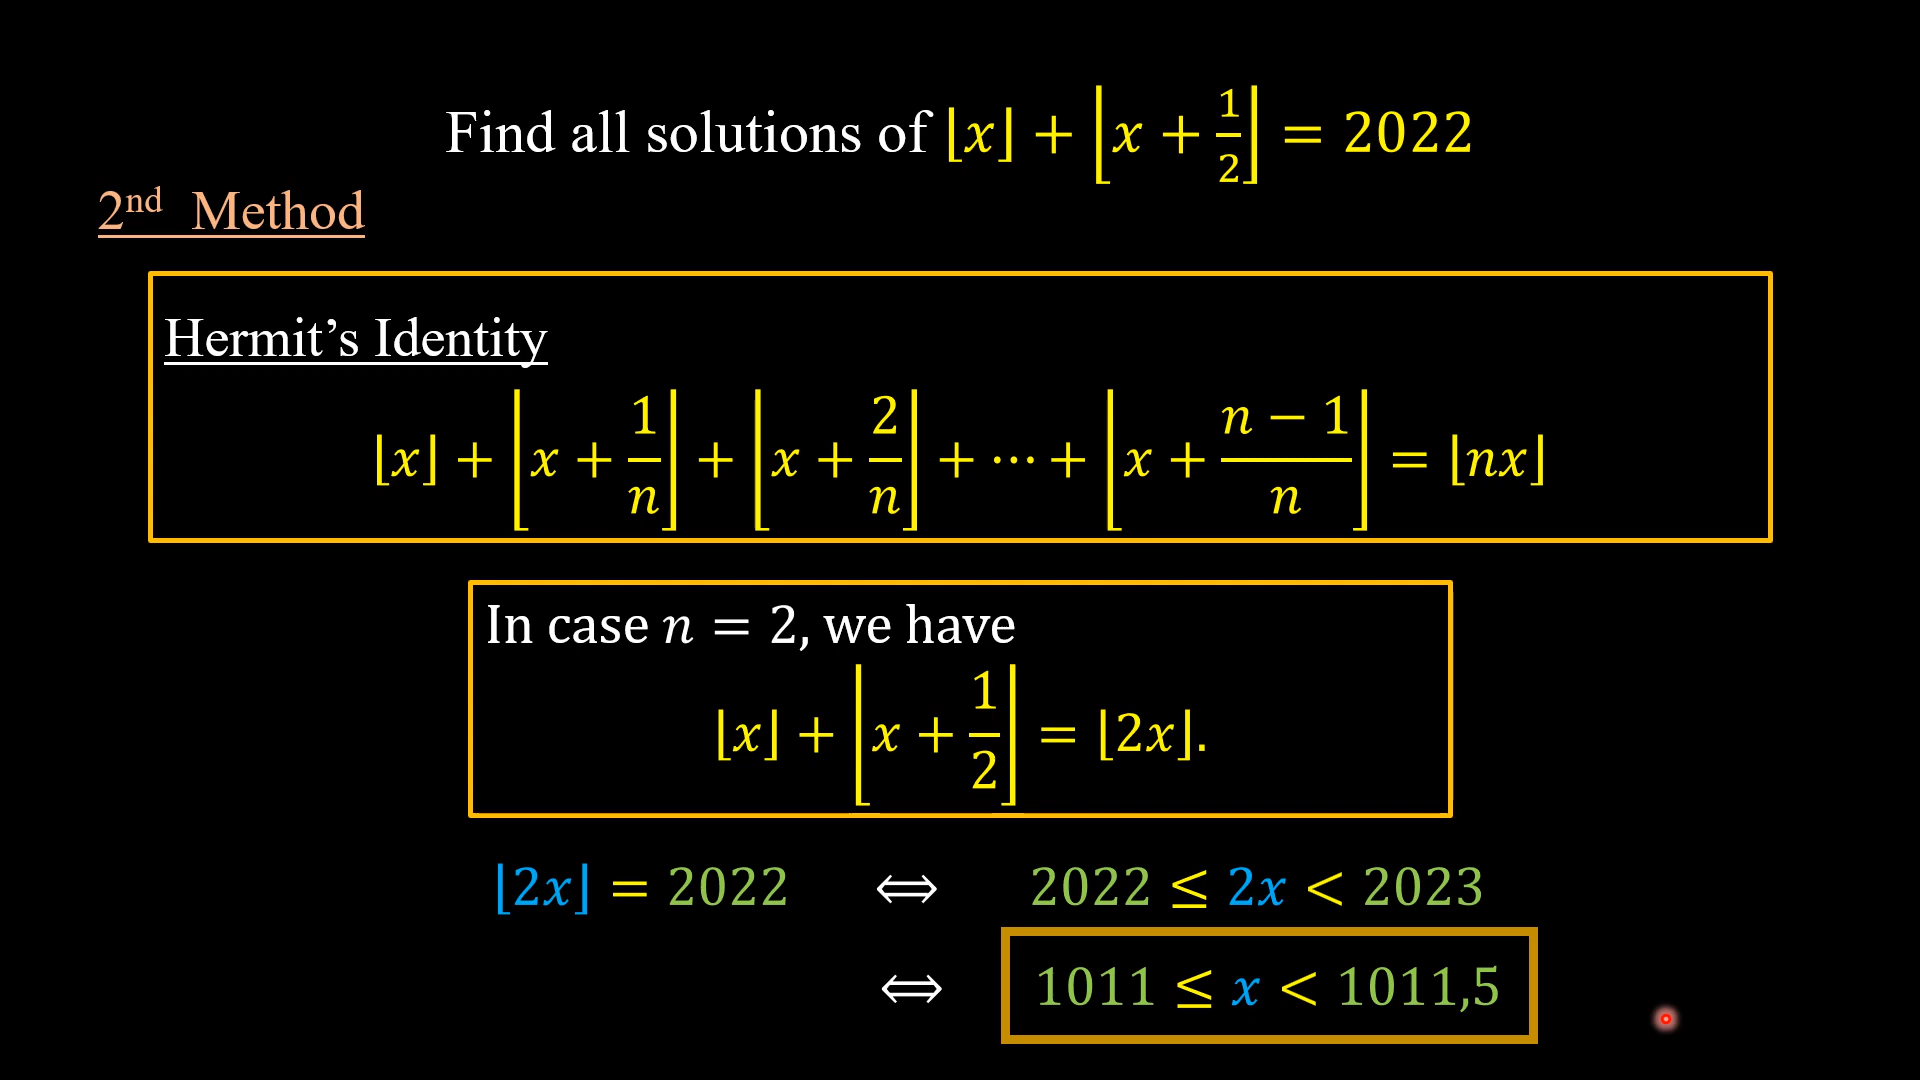 Find all solutions of ⌊x⌋ + ⌊x + 1/2⌋ = 2022
2nd Method
Hermit’s Identity
⌊x⌋ + ⌊x + 1/n⌋ + ⌊x + 2/n⌋ + ⋯ + ⌊x + (n − 1)/n⌋ = ⌊nx⌋
In case n = 2, we have
⌊x⌋ + ⌊x + 1/2⌋ = ⌊2x⌋.
⌊2x⌋ = 2022 ⟺ 2022 ≤ 2x < 2023
⟺ 1011 ≤ x < 1011,5